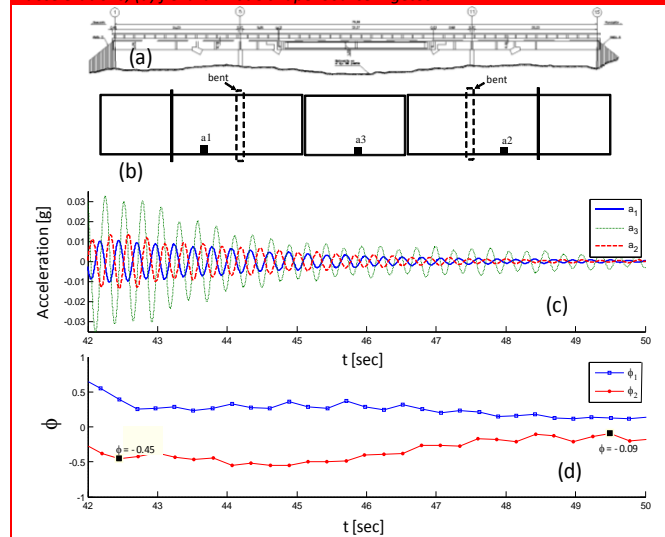 (a)
bent
bent
a1
a3
a2
(b)
Acceleration [g]
0.03
0.02
0.01
0
-0.01
-0.02
-0.03
a₁
a₃
a₂
(c)
42 43 44 45 46 47 48 49 50
t [sec]
ϕ
1
0.5
0
-0.5
-1
ϕ₁
ϕ₂
ϕ = - 0.45
ϕ = - 0.09
(d)
42 43 44 45 46 47 48 49 50
t [sec]